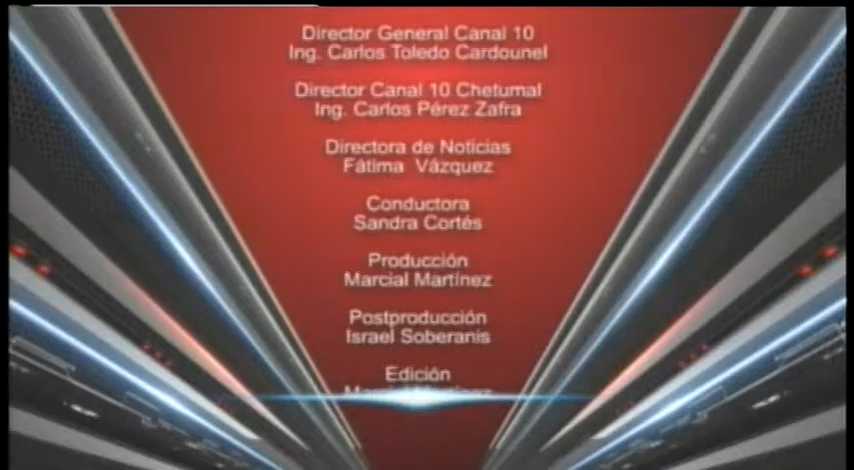 Director General Canal 10
Ing. Carlos Toledo Cardounel
Director Canal 10 Chetumal
Ing. Carlos Pérez Zafra
Directora de Noticias
Fátima Vázquez
Conductora
Sandra Cortés
Producción
Marcial Martínez
Postproducción
Israel Soberanis
Edición